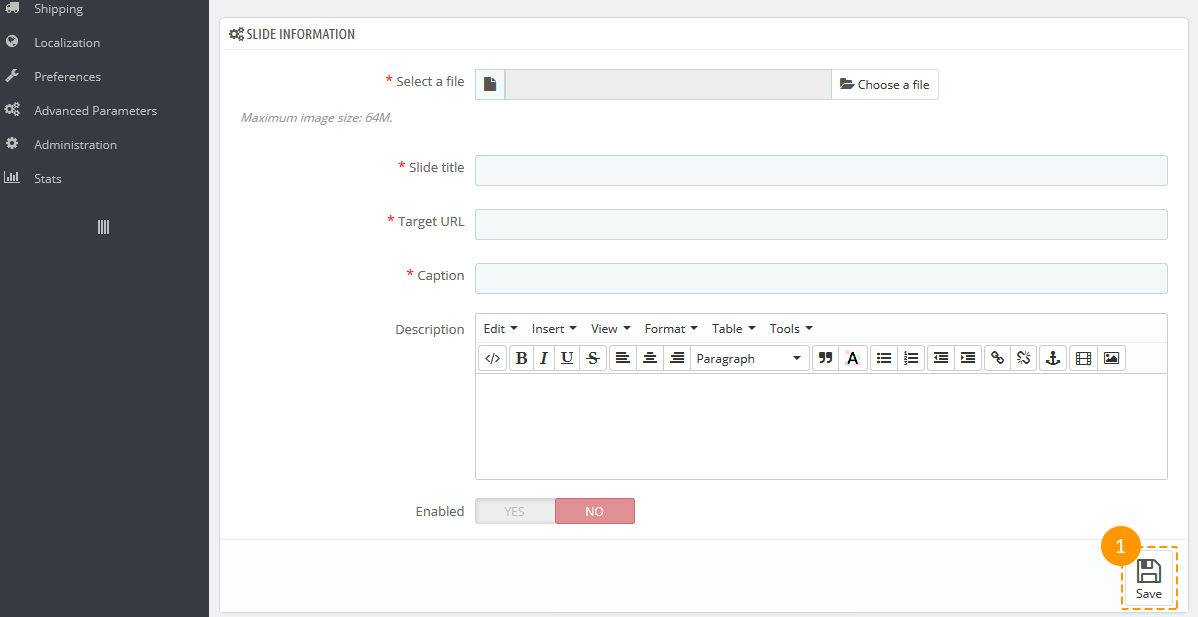 Shipping
Localization
Preferences
Advanced Parameters
Administration
Stats
SLIDE INFORMATION
* Select a file
Choose a file
Maximum image size: 64M.
* Slide title
* Target URL
* Caption
Description
Edit Insert View Format Table Tools
</> B I U S Paragraph A
Enabled YES NO
1
Save